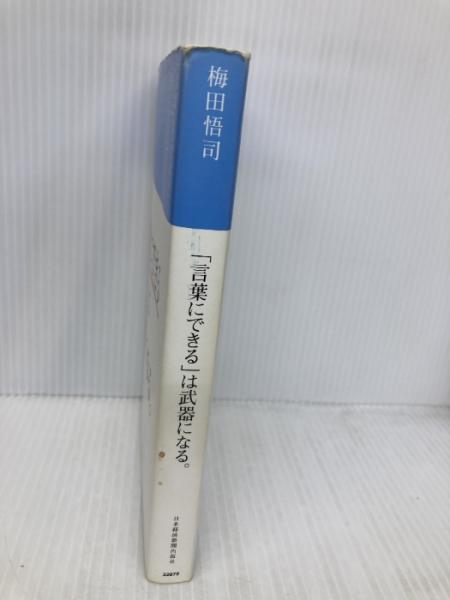 梅田悟司
「言葉にできる」は武器になる。
日本経済新聞出版社